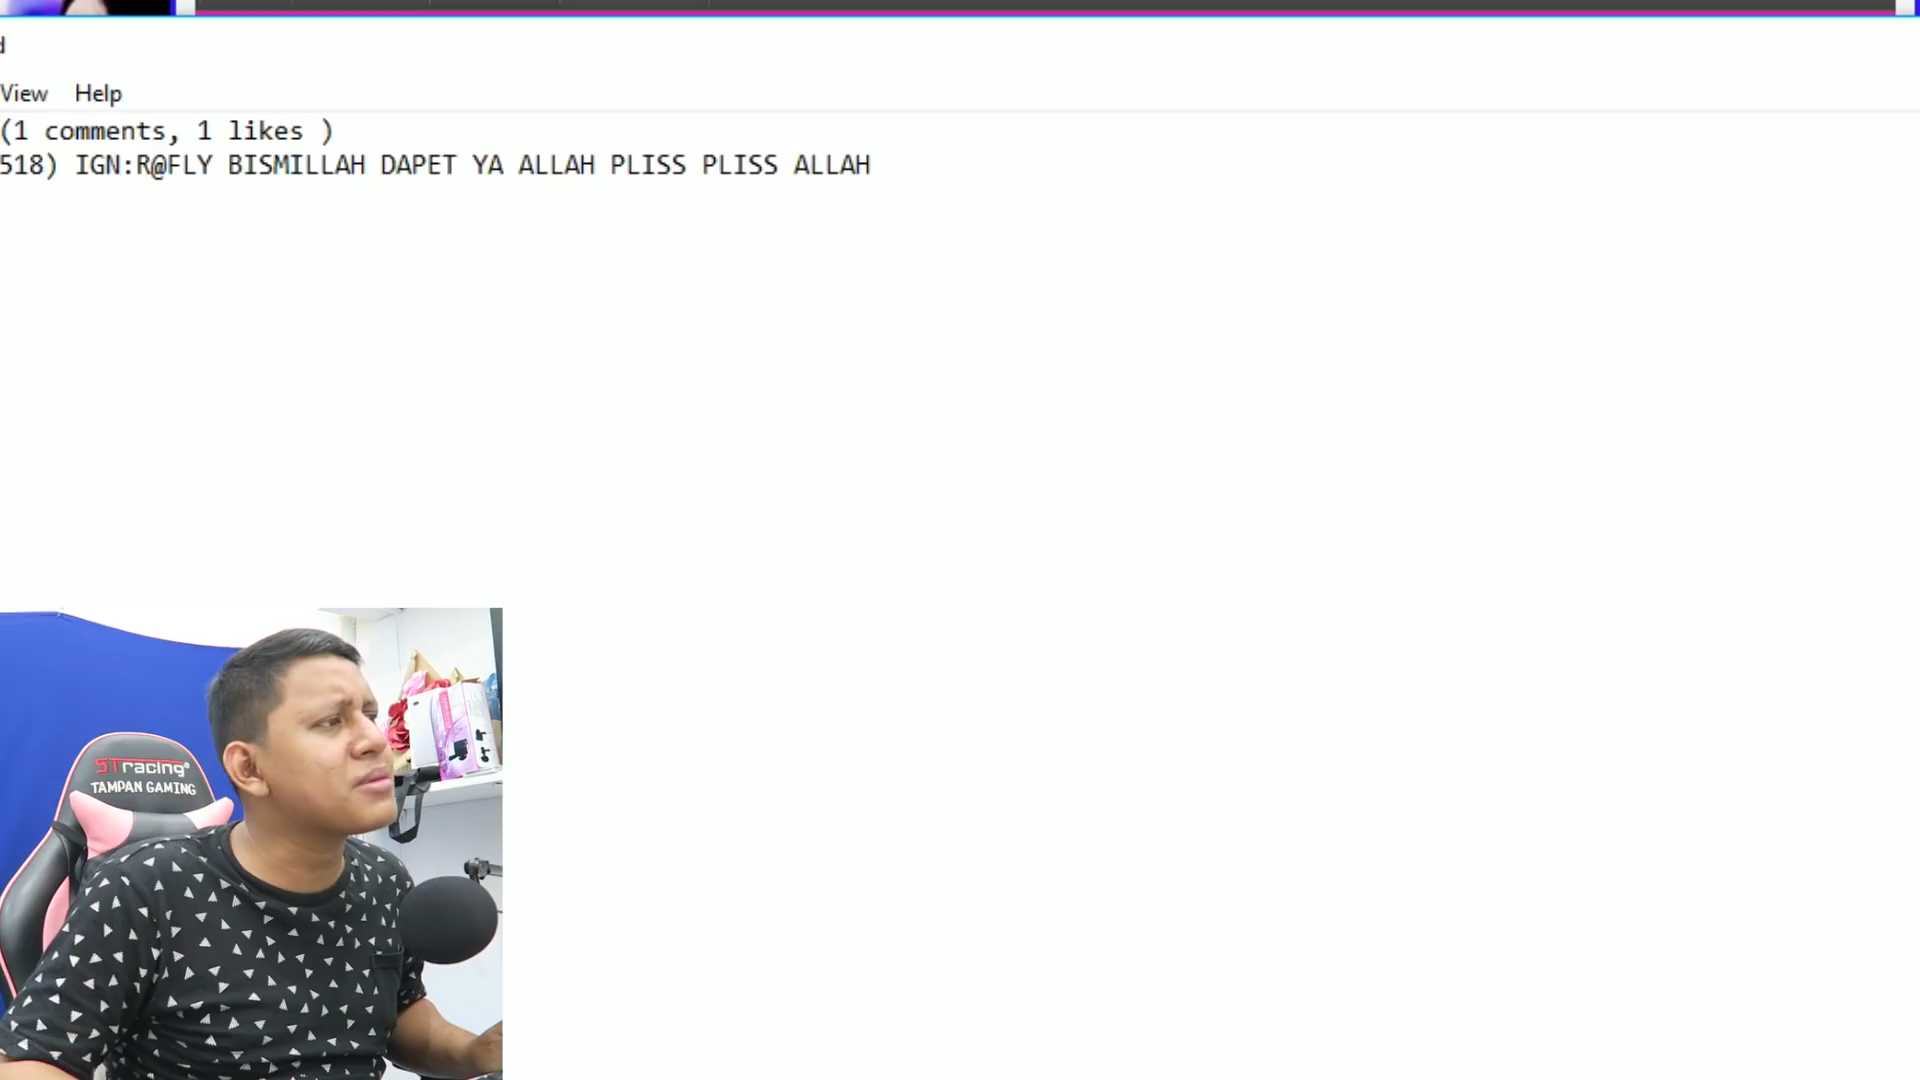 d
View Help
(1 comments, 1 likes )
518) IGN:R@FLY BISMILLAH DAPET YA ALLAH PLISS PLISS ALLAH
STracing®
TAMPAN GAMING